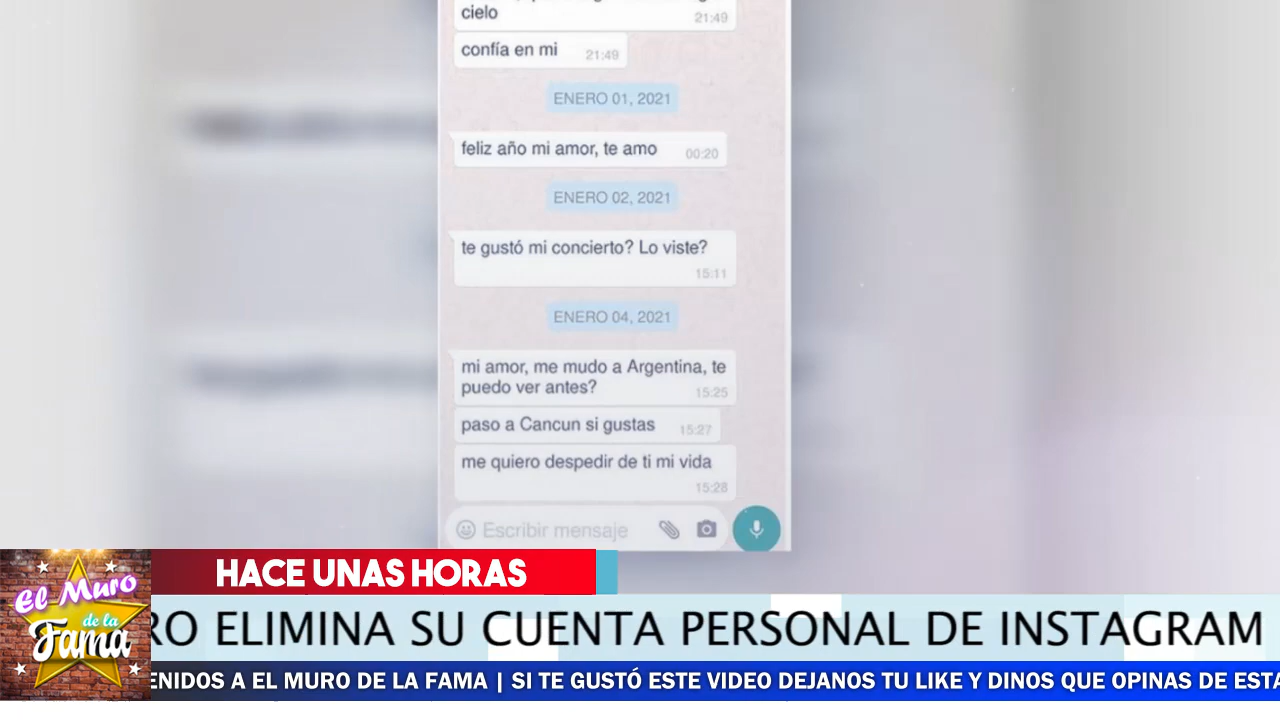 cielo
21:49
confía en mi 21:49
ENERO 01, 2021
feliz año mi amor, te amo 00:20
ENERO 02, 2021
te gustó mi concierto? Lo viste?
15:11
ENERO 04, 2021
mi amor, me mudo a Argentina, te
puedo ver antes? 15:25
paso a Cancun si gustas 15:27
me quiero despedir de ti mi vida
15:28
Escribir mensaje
HACE UNAS HORAS
El Muro
de la
Fama
RO ELIMINA SU CUENTA PERSONAL DE INSTAGRAM
ENIDOS A EL MURO DE LA FAMA | SI TE GUSTÓ ESTE VIDEO DEJANOS TU LIKE Y DINOS QUE OPINAS DE ESTA